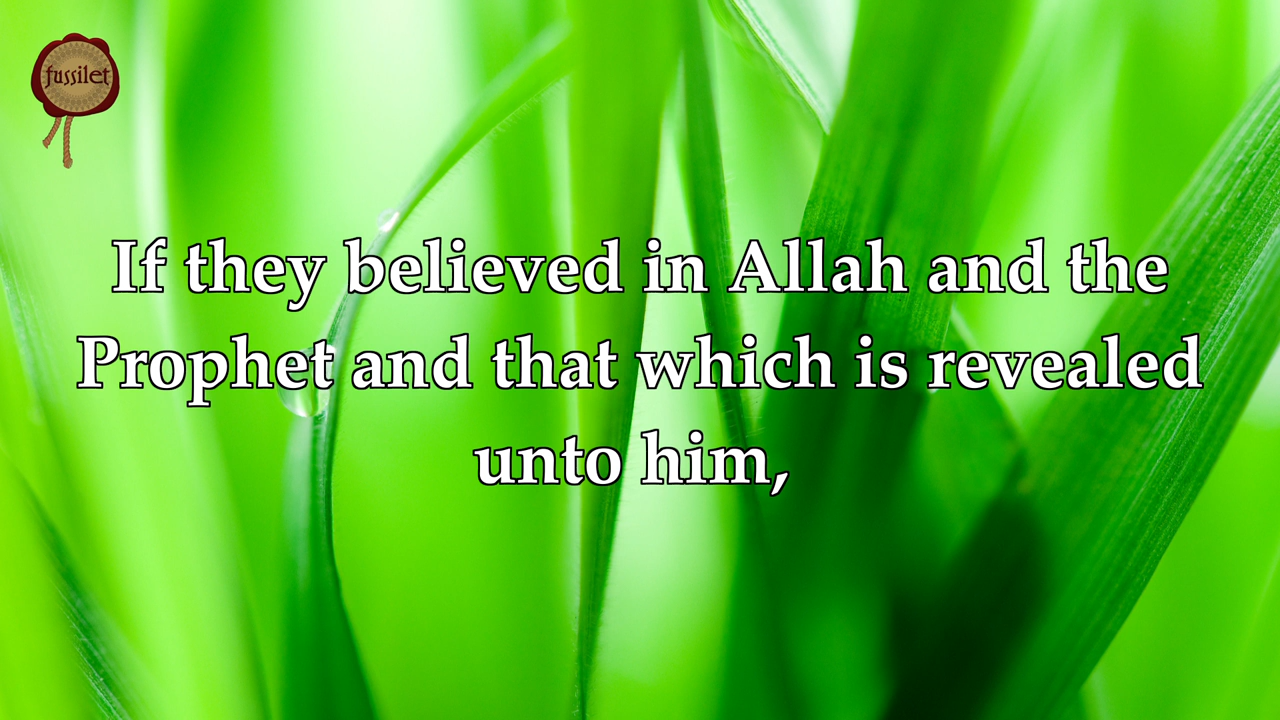 fussilet
If they believed in Allah and the
Prophet and that which is revealed
unto him,